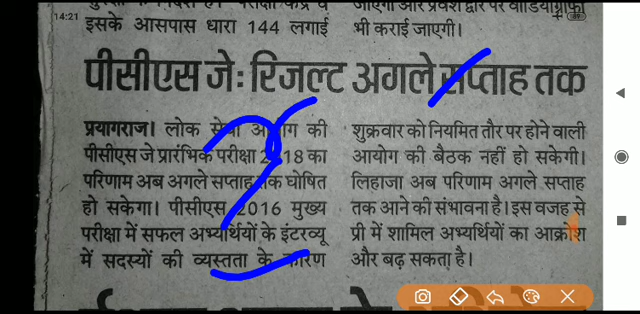 14:21
इसके आसपास धारा 144 लगाई
भी कराई जाएगी।
पीसीएस जे: रिजल्ट अगले सप्ताह तक
प्रयागराज। लोक सेवा आयोग की
पीसीएस जे प्रारंभिक परीक्षा 2018 का
परिणाम अब अगले सप्ताह तक घोषित
हो सकेगा। पीसीएस 2016 मुख्य
परीक्षा में सफल अभ्यर्थियों के इंटरव्यू
में सदस्यों की व्यस्तता के कारण
शुक्रवार को नियमित तौर पर होने वाली
आयोग की बैठक नहीं हो सकेगी।
लिहाजा अब परिणाम अगले सप्ताह
तक आने की संभावना है। इस वजह से
प्री में शामिल अभ्यर्थियों का आक्रोश
और बढ़ सकता है।